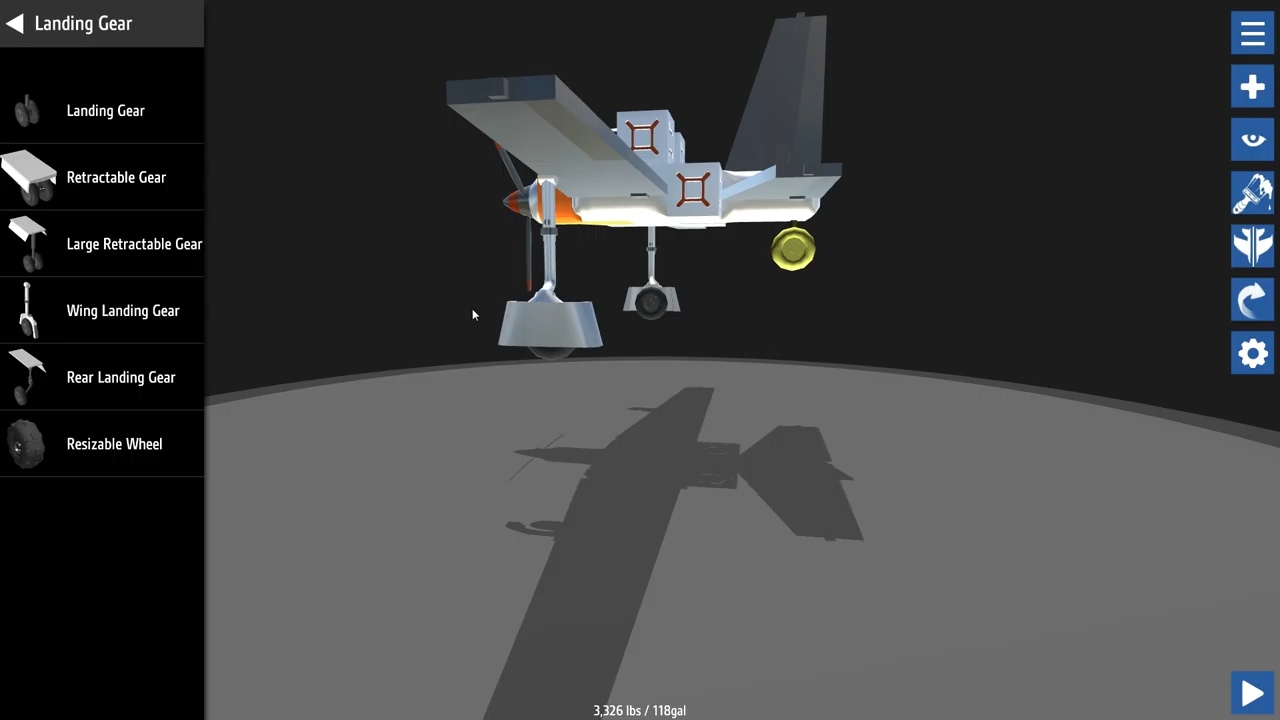 Landing Gear
Landing Gear
Retractable Gear
Large Retractable Gear
Wing Landing Gear
Rear Landing Gear
Resizable Wheel
3,326 lbs / 118gal